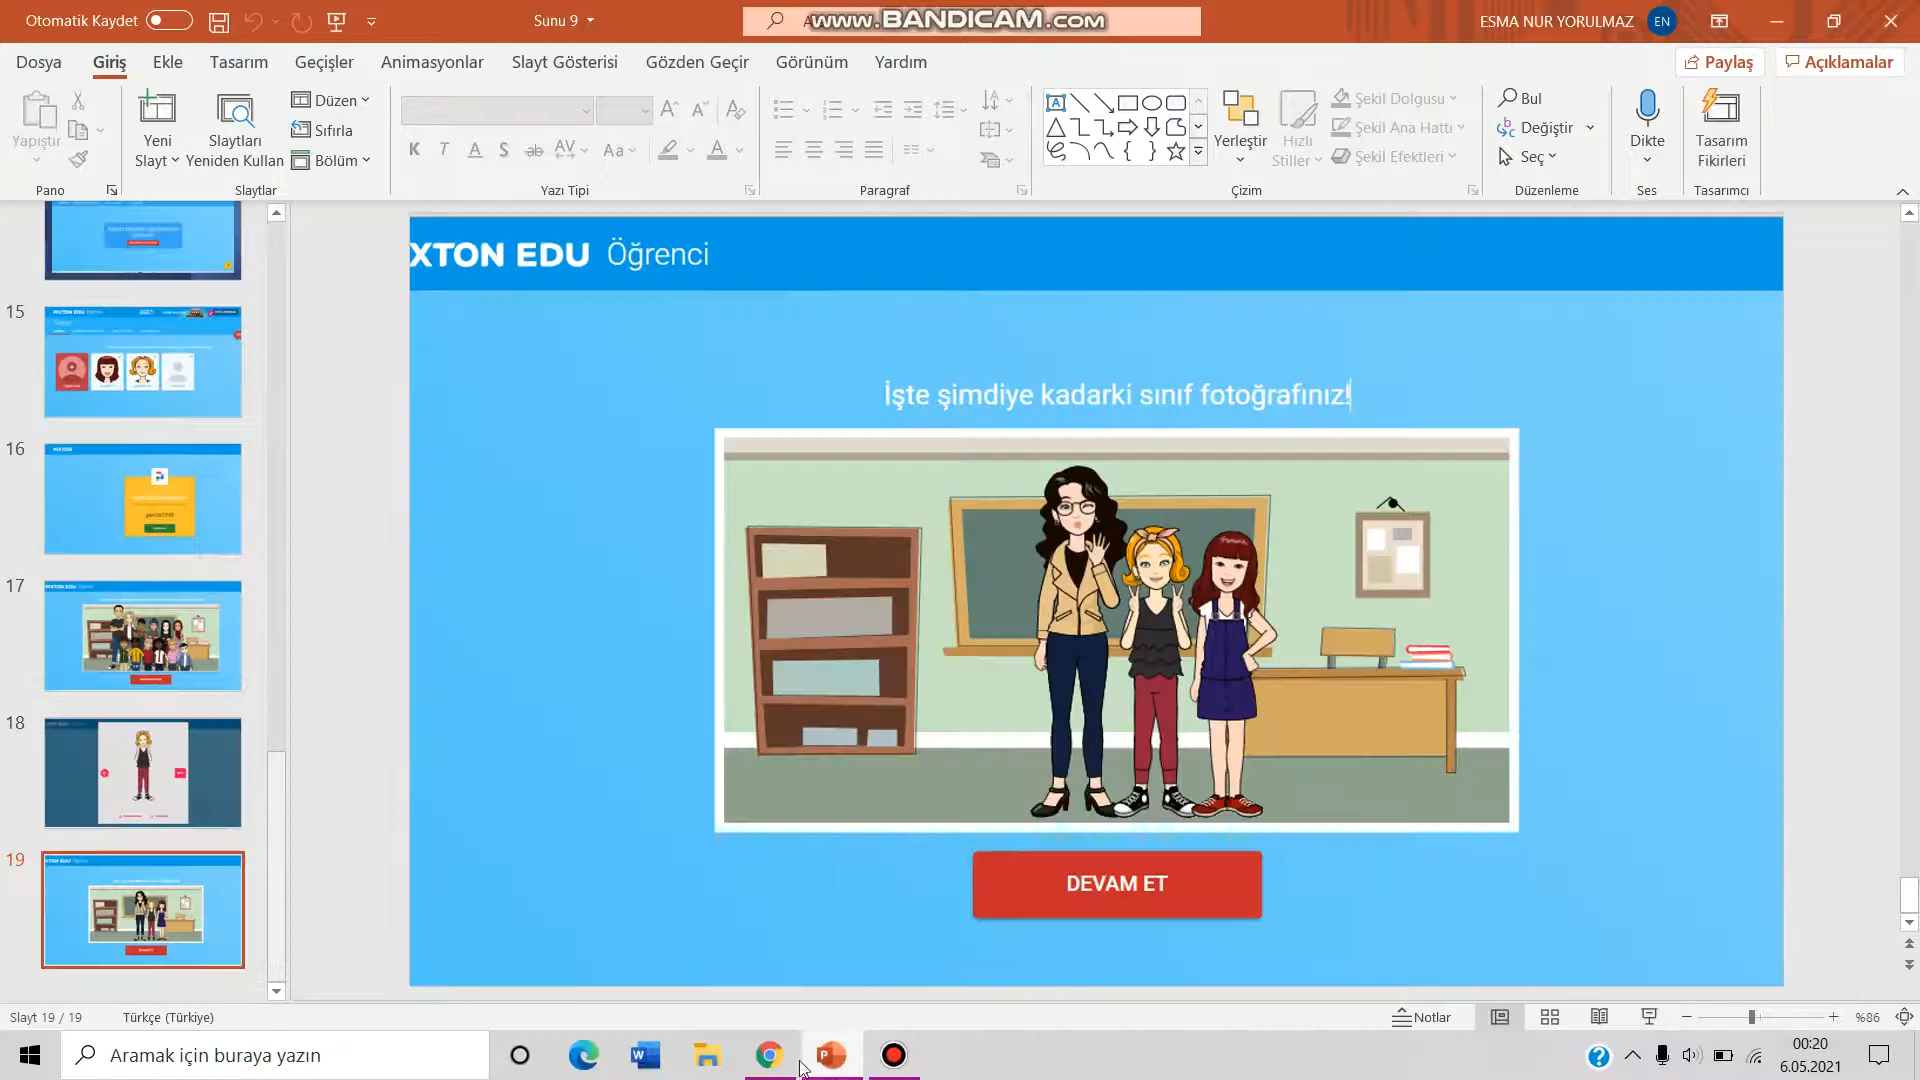 Otomatik Kaydet
Sunu 9
www.BANDICAM.com
ESMA NUR YORULMAZ
EN
Dosya
Giriş
Ekle
Tasarım
Geçişler
Animasyonlar
Slayt Gösterisi
Gözden Geçir
Görünüm
Yardım
Paylaş
Açıklamalar
Yapıştır
Yeni
Slayt
Slaytları
Yeniden Kullan
Düzen
Sıfırla
Bölüm
K T A S ab AV Aa A
Yerleştir
Hızlı
Stiller
Şekil Dolgusu
Şekil Ana Hattı
Şekil Efektleri
Bul
Değiştir
Seç
Dikte
Tasarım
Fikirleri
Pano
Slaytlar
Yazı Tipi
Paragraf
Çizim
Düzenleme
Ses
Tasarımcı
15
16
17
18
19
XTON EDU Öğrenci
İşte şimdiye kadarki sınıf fotoğrafınız!
DEVAM ET
Slayt 19 / 19
Türkçe (Türkiye)
Notlar
%86
Aramak için buraya yazın
00:20
6.05.2021